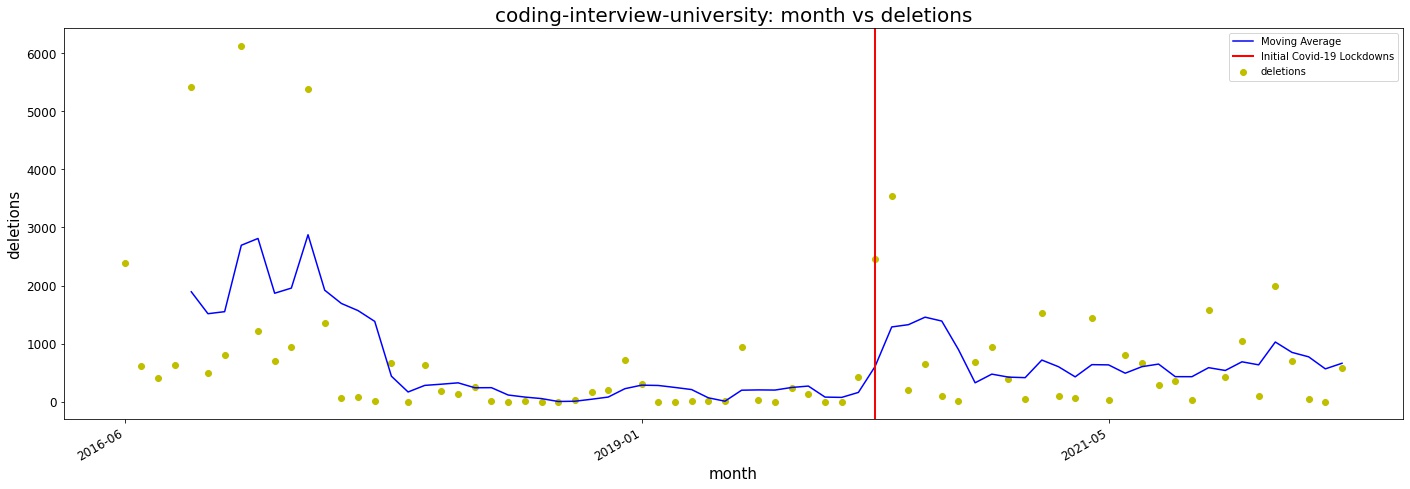 coding-interview-university: month vs deletions
Moving Average
Initial Covid-19 Lockdowns
deletions
deletions
6000
5000
4000
3000
2000
1000
0
2016-06
2019-01
2021-05
month